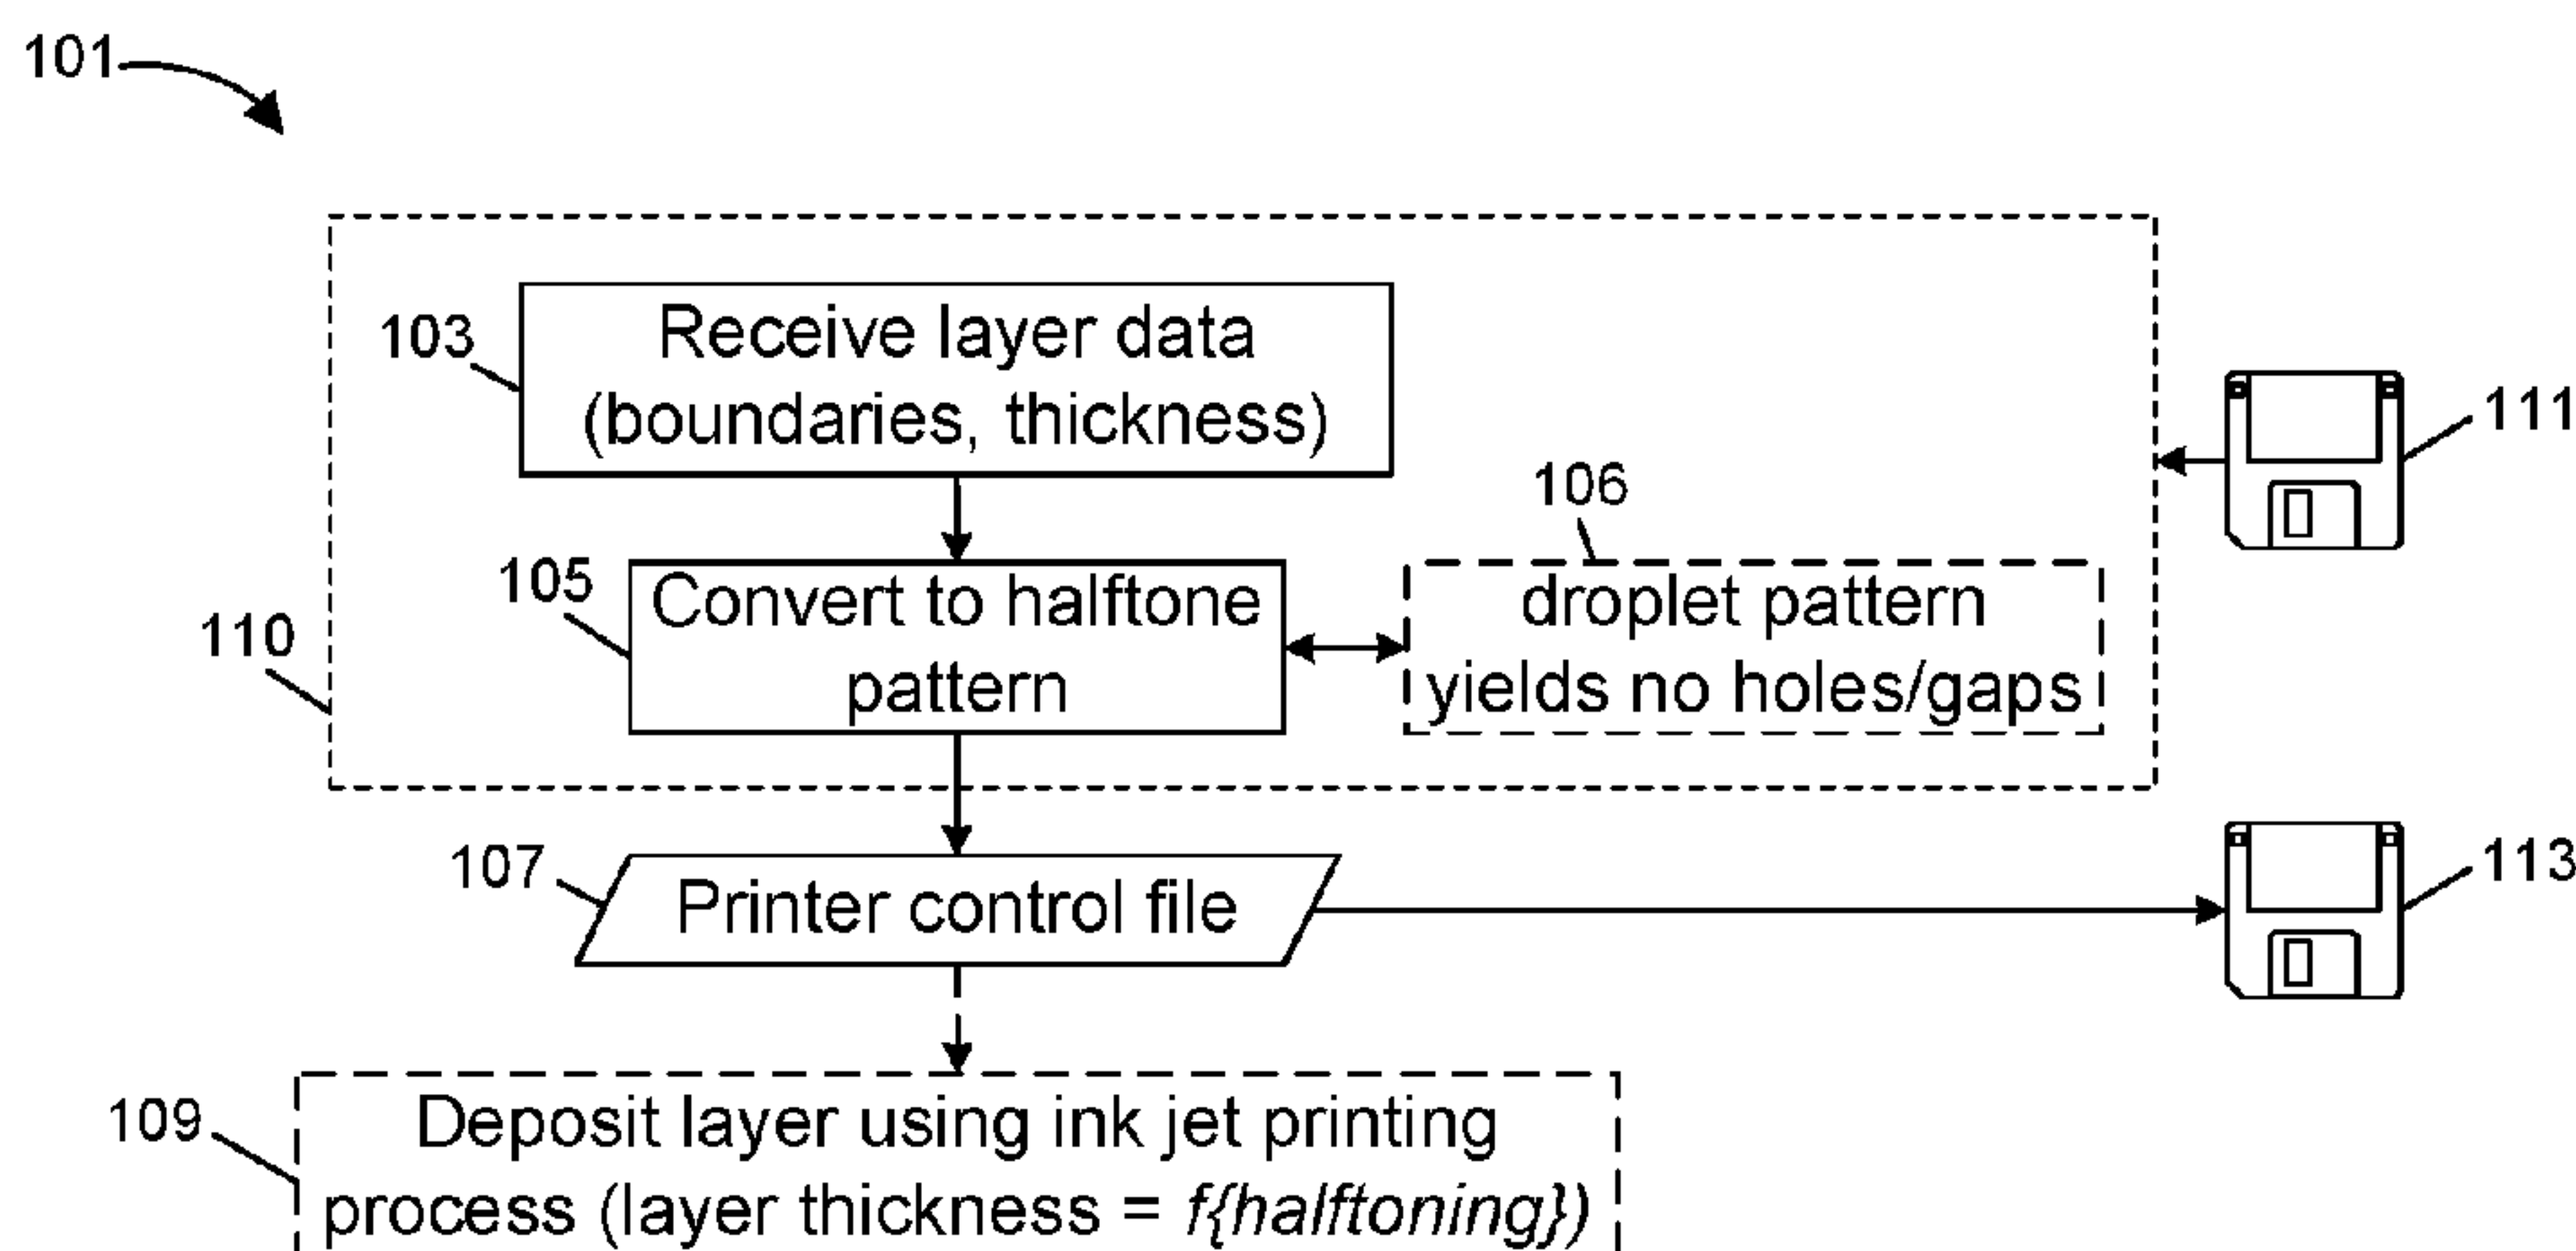 101
103
Receive layer data
(boundaries, thickness)
111
106
105
Convert to halftone
pattern
droplet pattern
yields no holes/gaps
110
107
Printer control file
113
109
Deposit layer using ink jet printing
process (layer thickness = f{halftoning})